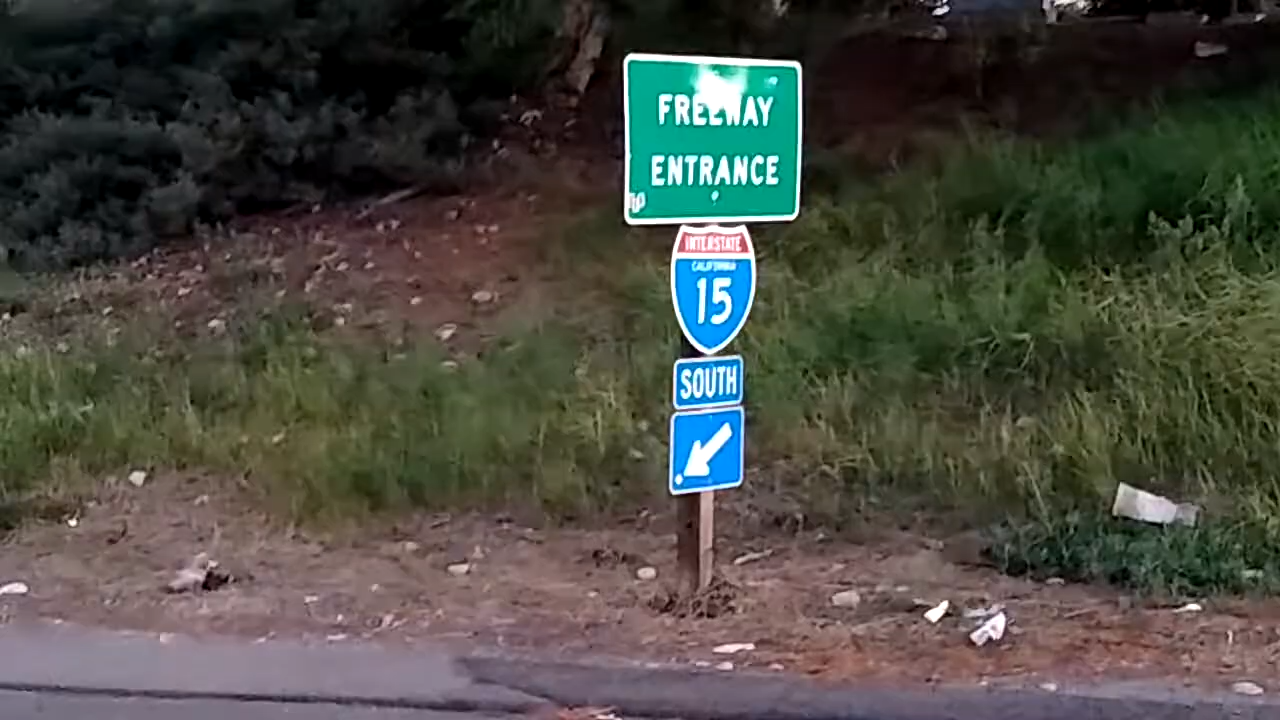 FREEWAY
ENTRANCE
INTERSTATE
CALIFORNIA
15
SOUTH